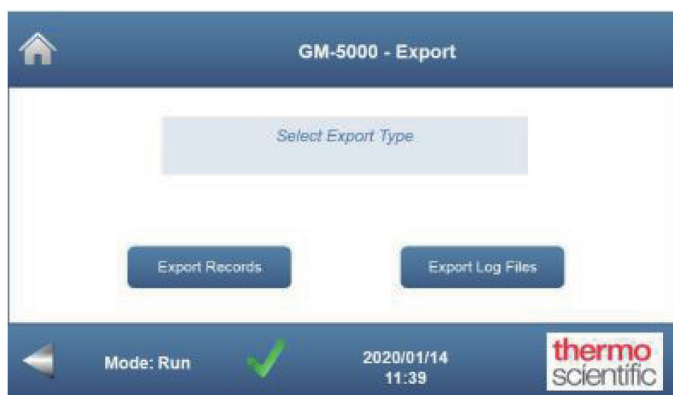 GM-5000 - Export
Select Export Type
Export Records
Export Log Files
Mode: Run
2020/01/14
11:39
thermo
scientific